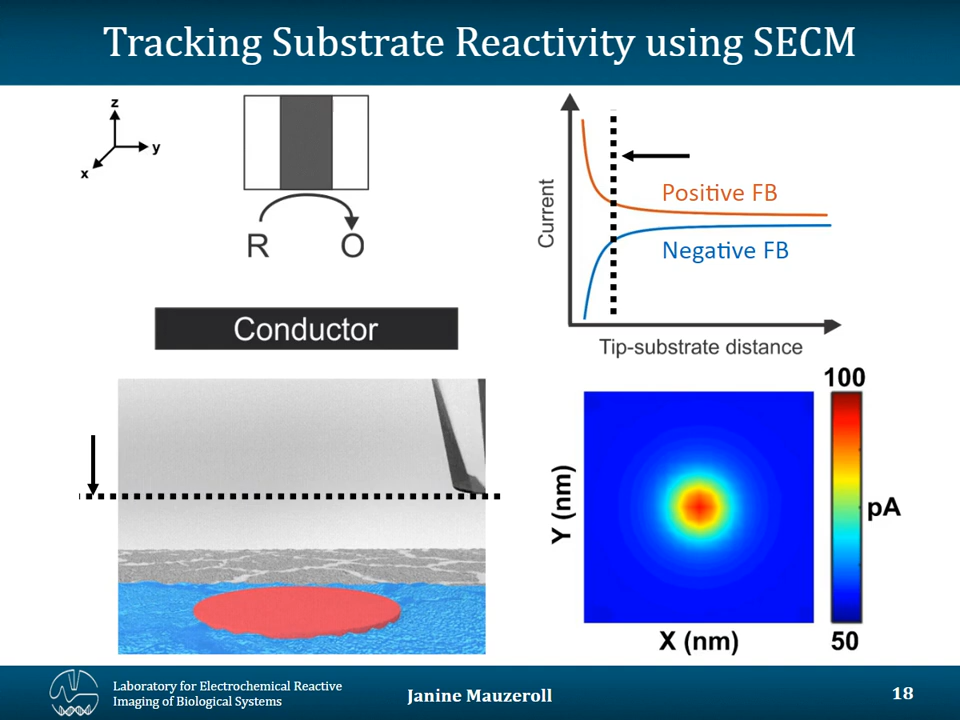 Tracking Substrate Reactivity using SECM
z
y
x
R
O
Conductor
Current
Positive FB
Negative FB
Tip-substrate distance
100
pA
50
Y (nm)
X (nm)
Laboratory for Electrochemical Reactive
Imaging of Biological Systems
Janine Mauzeroll
18